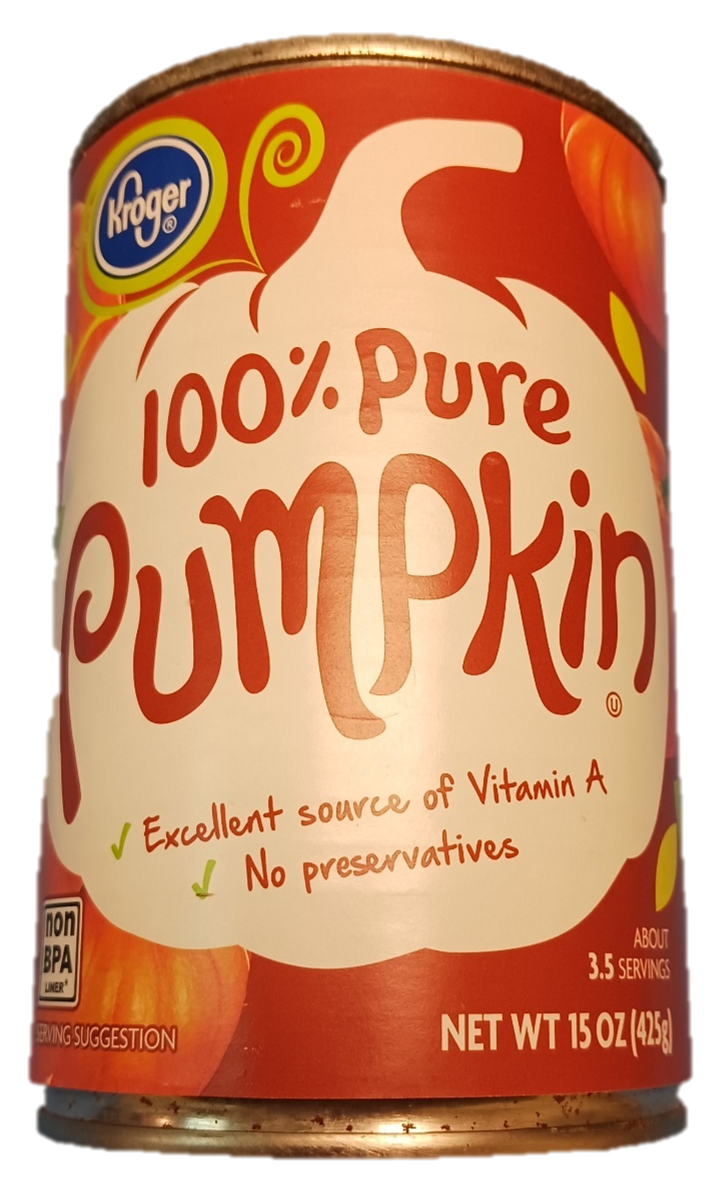 Kroger®
100% Pure
Pumpkin
U
✓ Excellent source of Vitamin A
✓ No preservatives
non
BPA
LINER*
ABOUT
3.5 SERVINGS
SERVING SUGGESTION
NET WT 15 OZ (425g)